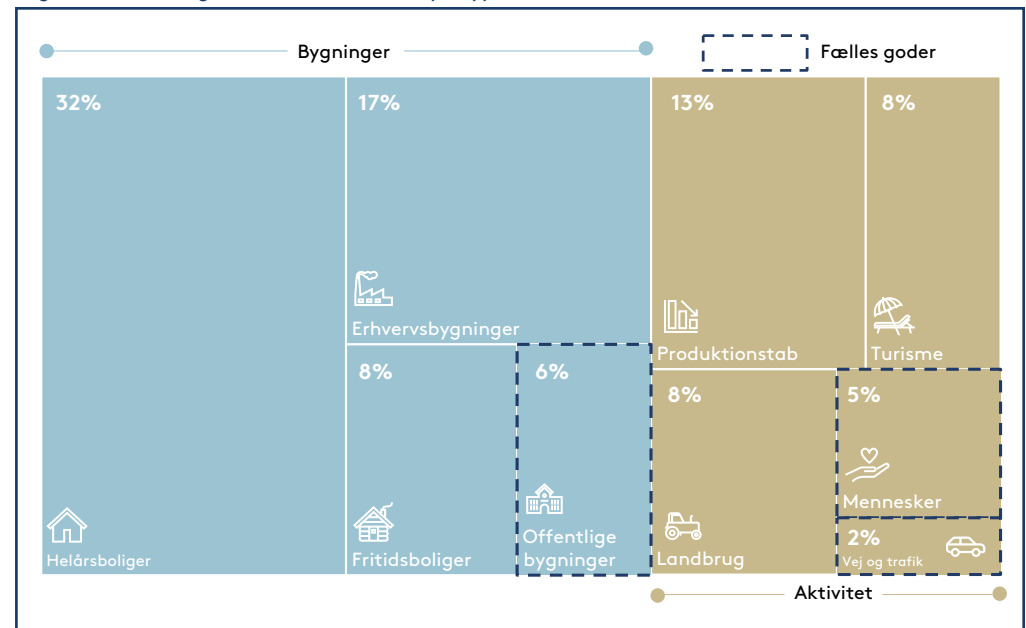 Bygninger
Fælles goder
32%
17%
13%
8%
Erhvervsbygninger
Produktionstab
Turisme
8%
6%
8%
5%
Mennesker
Helårsboliger
Fritidsboliger
Offentlige
bygninger
Landbrug
2%
Vej og trafik
Aktivitet